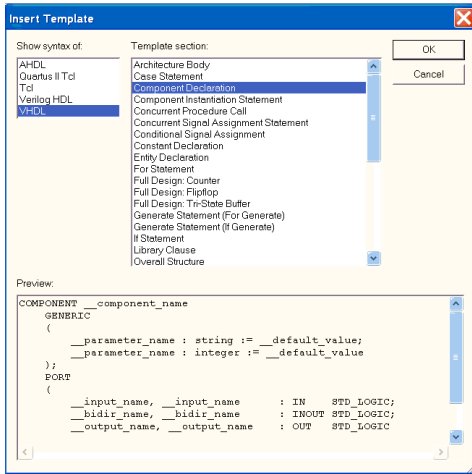 Insert Template
Show syntax of:
Template section:
OK
Cancel
AHDL
Quartus II Tcl
Tcl
Verilog HDL
VHDL
Architecture Body
Case Statement
Component Declaration
Component Instantiation Statement
Concurrent Procedure Call
Concurrent Signal Assignment Statement
Conditional Signal Assignment
Constant Declaration
Entity Declaration
For Statement
Full Design: Counter
Full Design: Flipflop
Full Design: Tri-State Buffer
Generate Statement (For Generate)
Generate Statement (If Generate)
If Statement
Library Clause
Overall Structure
Preview:
COMPONENT __component_name
GENERIC
(
__parameter_name : string := __default_value;
__parameter_name : integer := __default_value
);
PORT
(
__input_name, __input_name : IN STD_LOGIC;
__bidir_name, __bidir_name : INOUT STD_LOGIC;
__output_name, __output_name : OUT STD_LOGIC